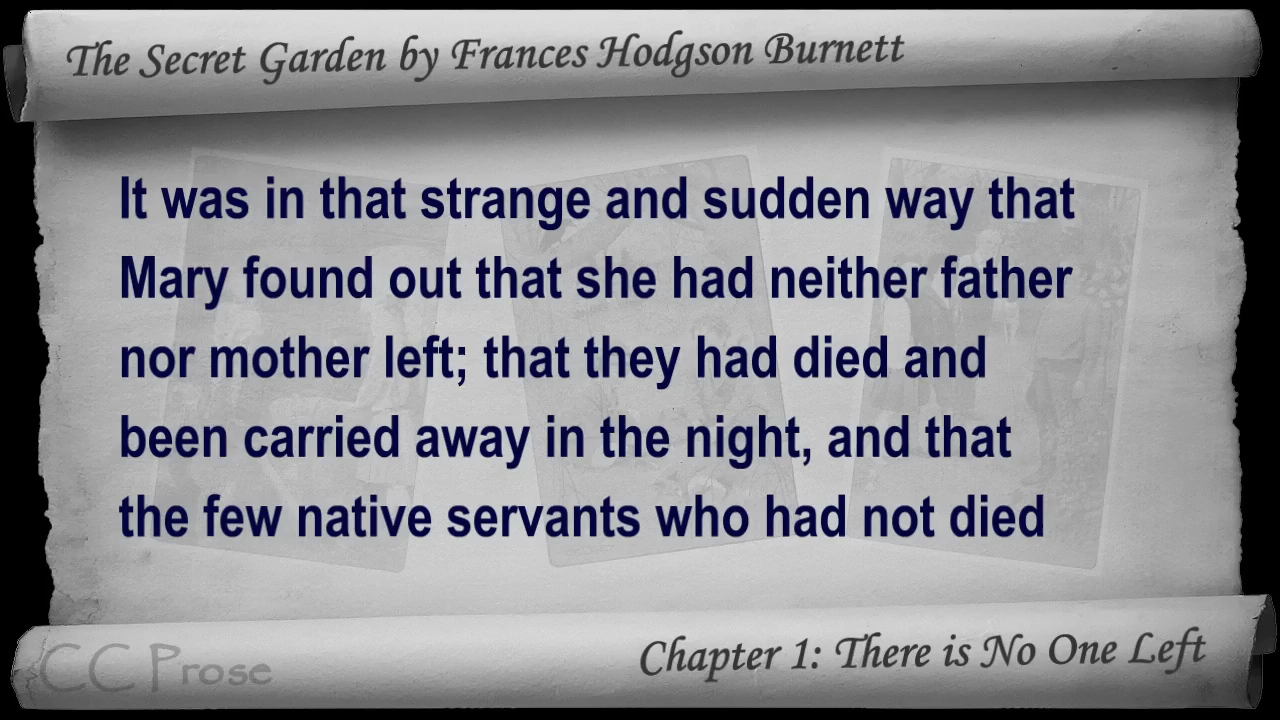 The Secret Garden by Frances Hodgson Burnett
It was in that strange and sudden way that
Mary found out that she had neither father
nor mother left; that they had died and
been carried away in the night, and that
the few native servants who had not died
CC Prose
Chapter 1: There is No One Left